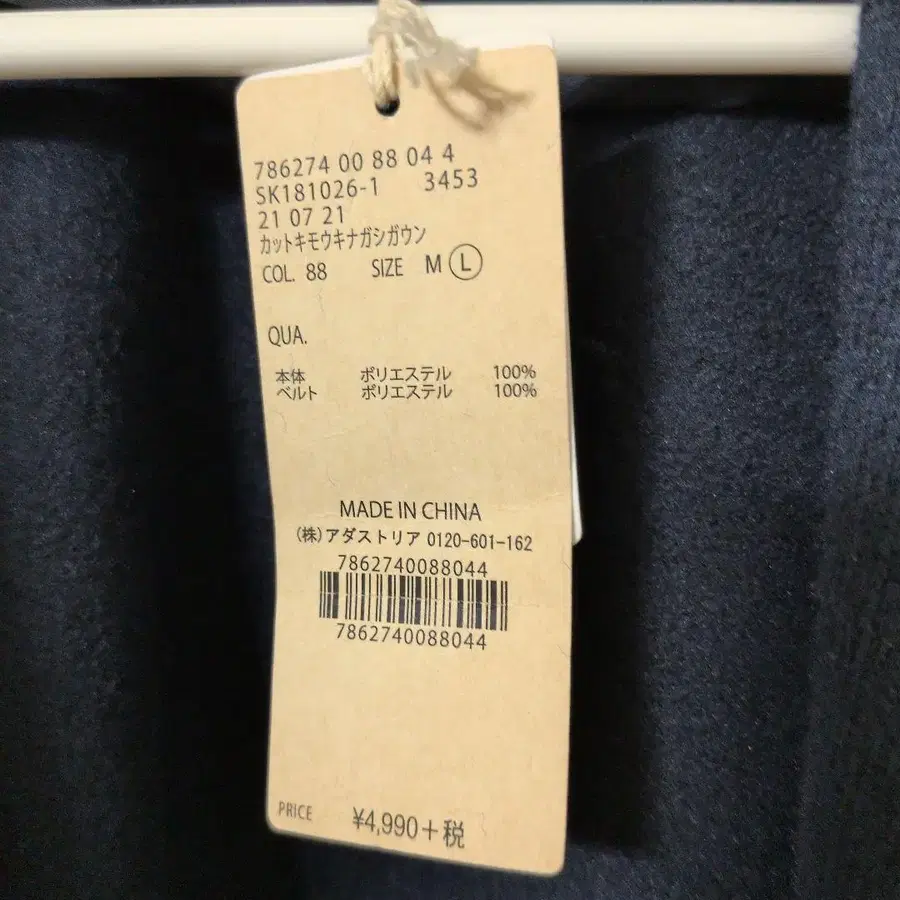 786274 00 88 04 4
SK181026-1 3453
21 07 21
カットキモウキナガシガウン
COL. 88 SIZE M L
QUA.
本体 ポリエステル 100%
ベルト ポリエステル 100%
MADE IN CHINA
(株)アダストリア 0120-601-162
7862740088044
7862740088044
PRICE ¥4,990+税